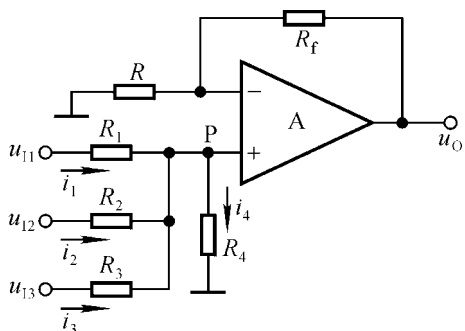 R_f
R
−
A
u_O
R_1
P
+
u_I1
i_1
R_2
i_4
u_I2
i_2
R_4
R_3
u_I3
i_3